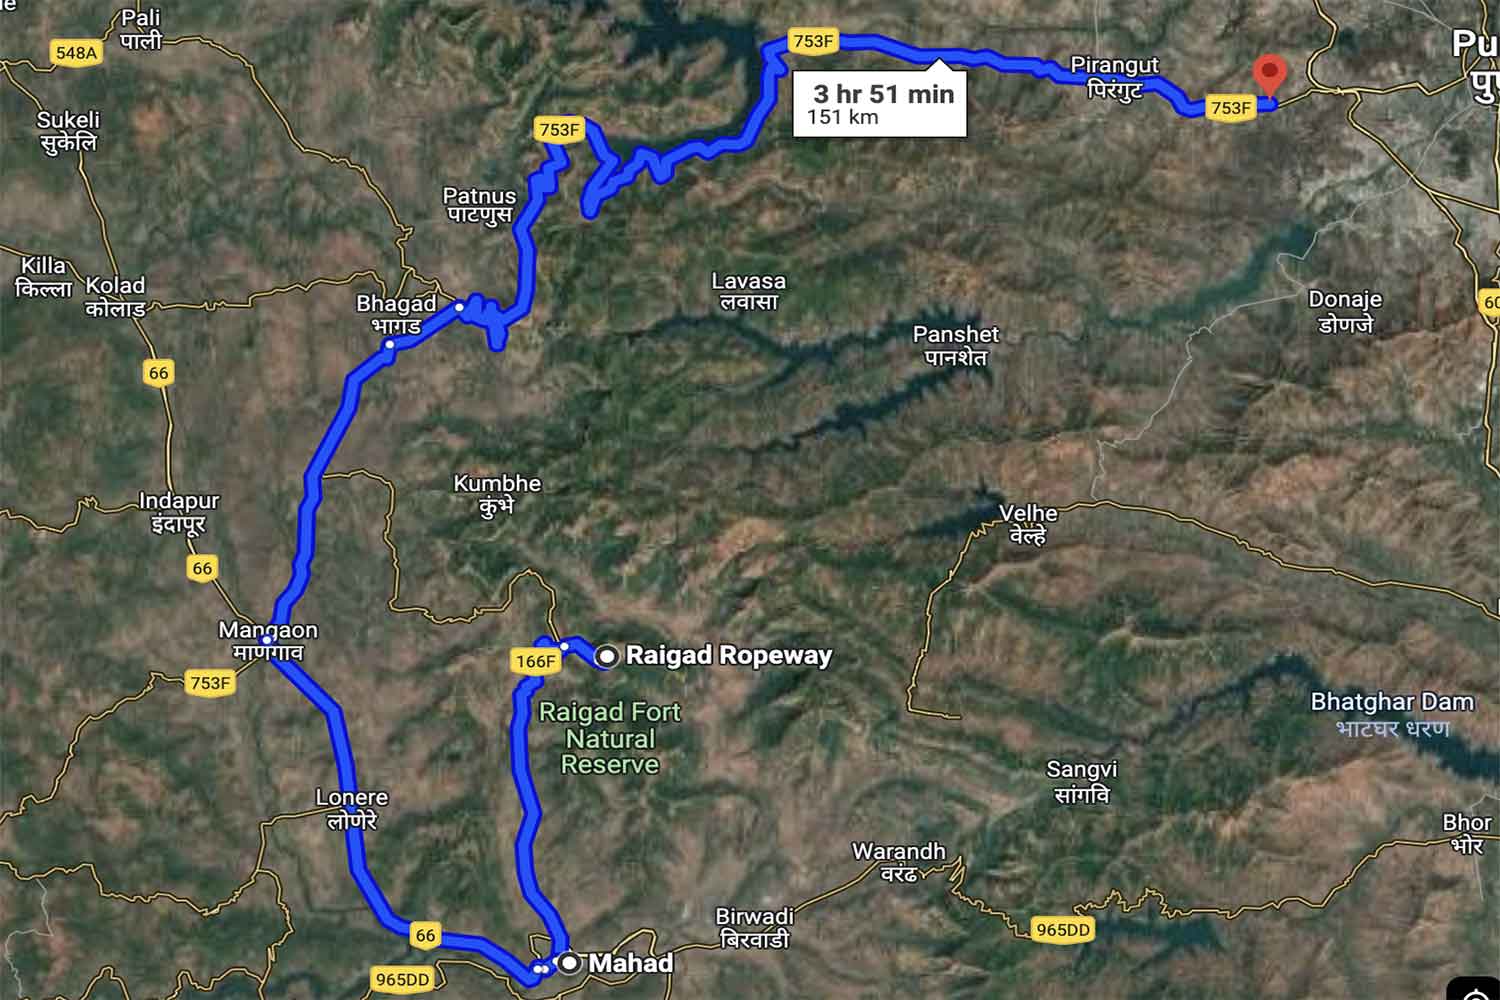 Pali
पाली
548A
753F
3 hr 51 min
151 km
Pirangut
पिरंगुट
753F
Pu
पु
Sukeli
सुकेलि
753F
Patnus
पाटणुस
Killa
किल्ला
Kolad
कोलाड
Bhagad
भागड
Lavasa
लवासा
Panshet
पानशेत
Donaje
डोणजे
60
66
Kumbhe
कुंभे
Indapur
इंदापूर
Velhe
वेल्हे
66
Mangaon
माणगाव
753F
166F
Raigad Ropeway
Raigad Fort
Natural
Reserve
Bhatghar Dam
भाटघर धरण
Lonere
लोणेरे
Sangvi
सांगवि
Bhor
भोर
Warandh
वरंढ
66
Birwadi
बिरवाडी
965DD
965DD
Mahad